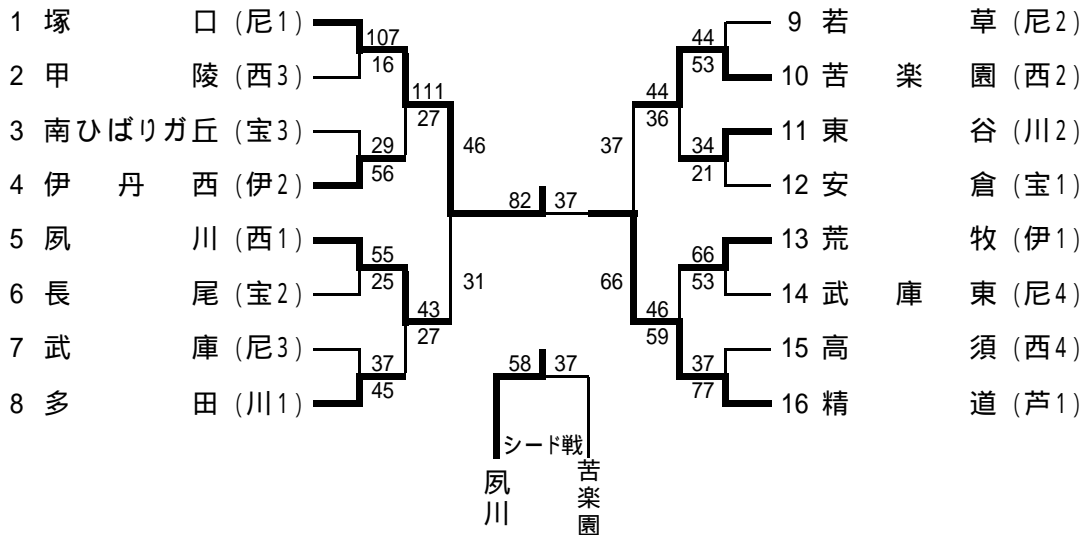 1 塚口 (尼1)
2 甲陵 (西3)
3 南ひばりガ丘 (宝3)
4 伊丹西 (伊2)
5 夙川 (西1)
6 長尾 (宝2)
7 武庫 (尼3)
8 多田 (川1)
107
16
29
56
55
25
37
45
111
27
43
27
46
31
82 37
37
66
44
36
46
59
44
53
34
21
66
53
37
77
9 若草 (尼2)
10 苦楽園 (西2)
11 東谷 (川2)
12 安倉 (宝1)
13 荒牧 (伊1)
14 武庫東 (尼4)
15 高須 (西4)
16 精道 (芦1)
58 37
シード戦
夙川
苦楽園